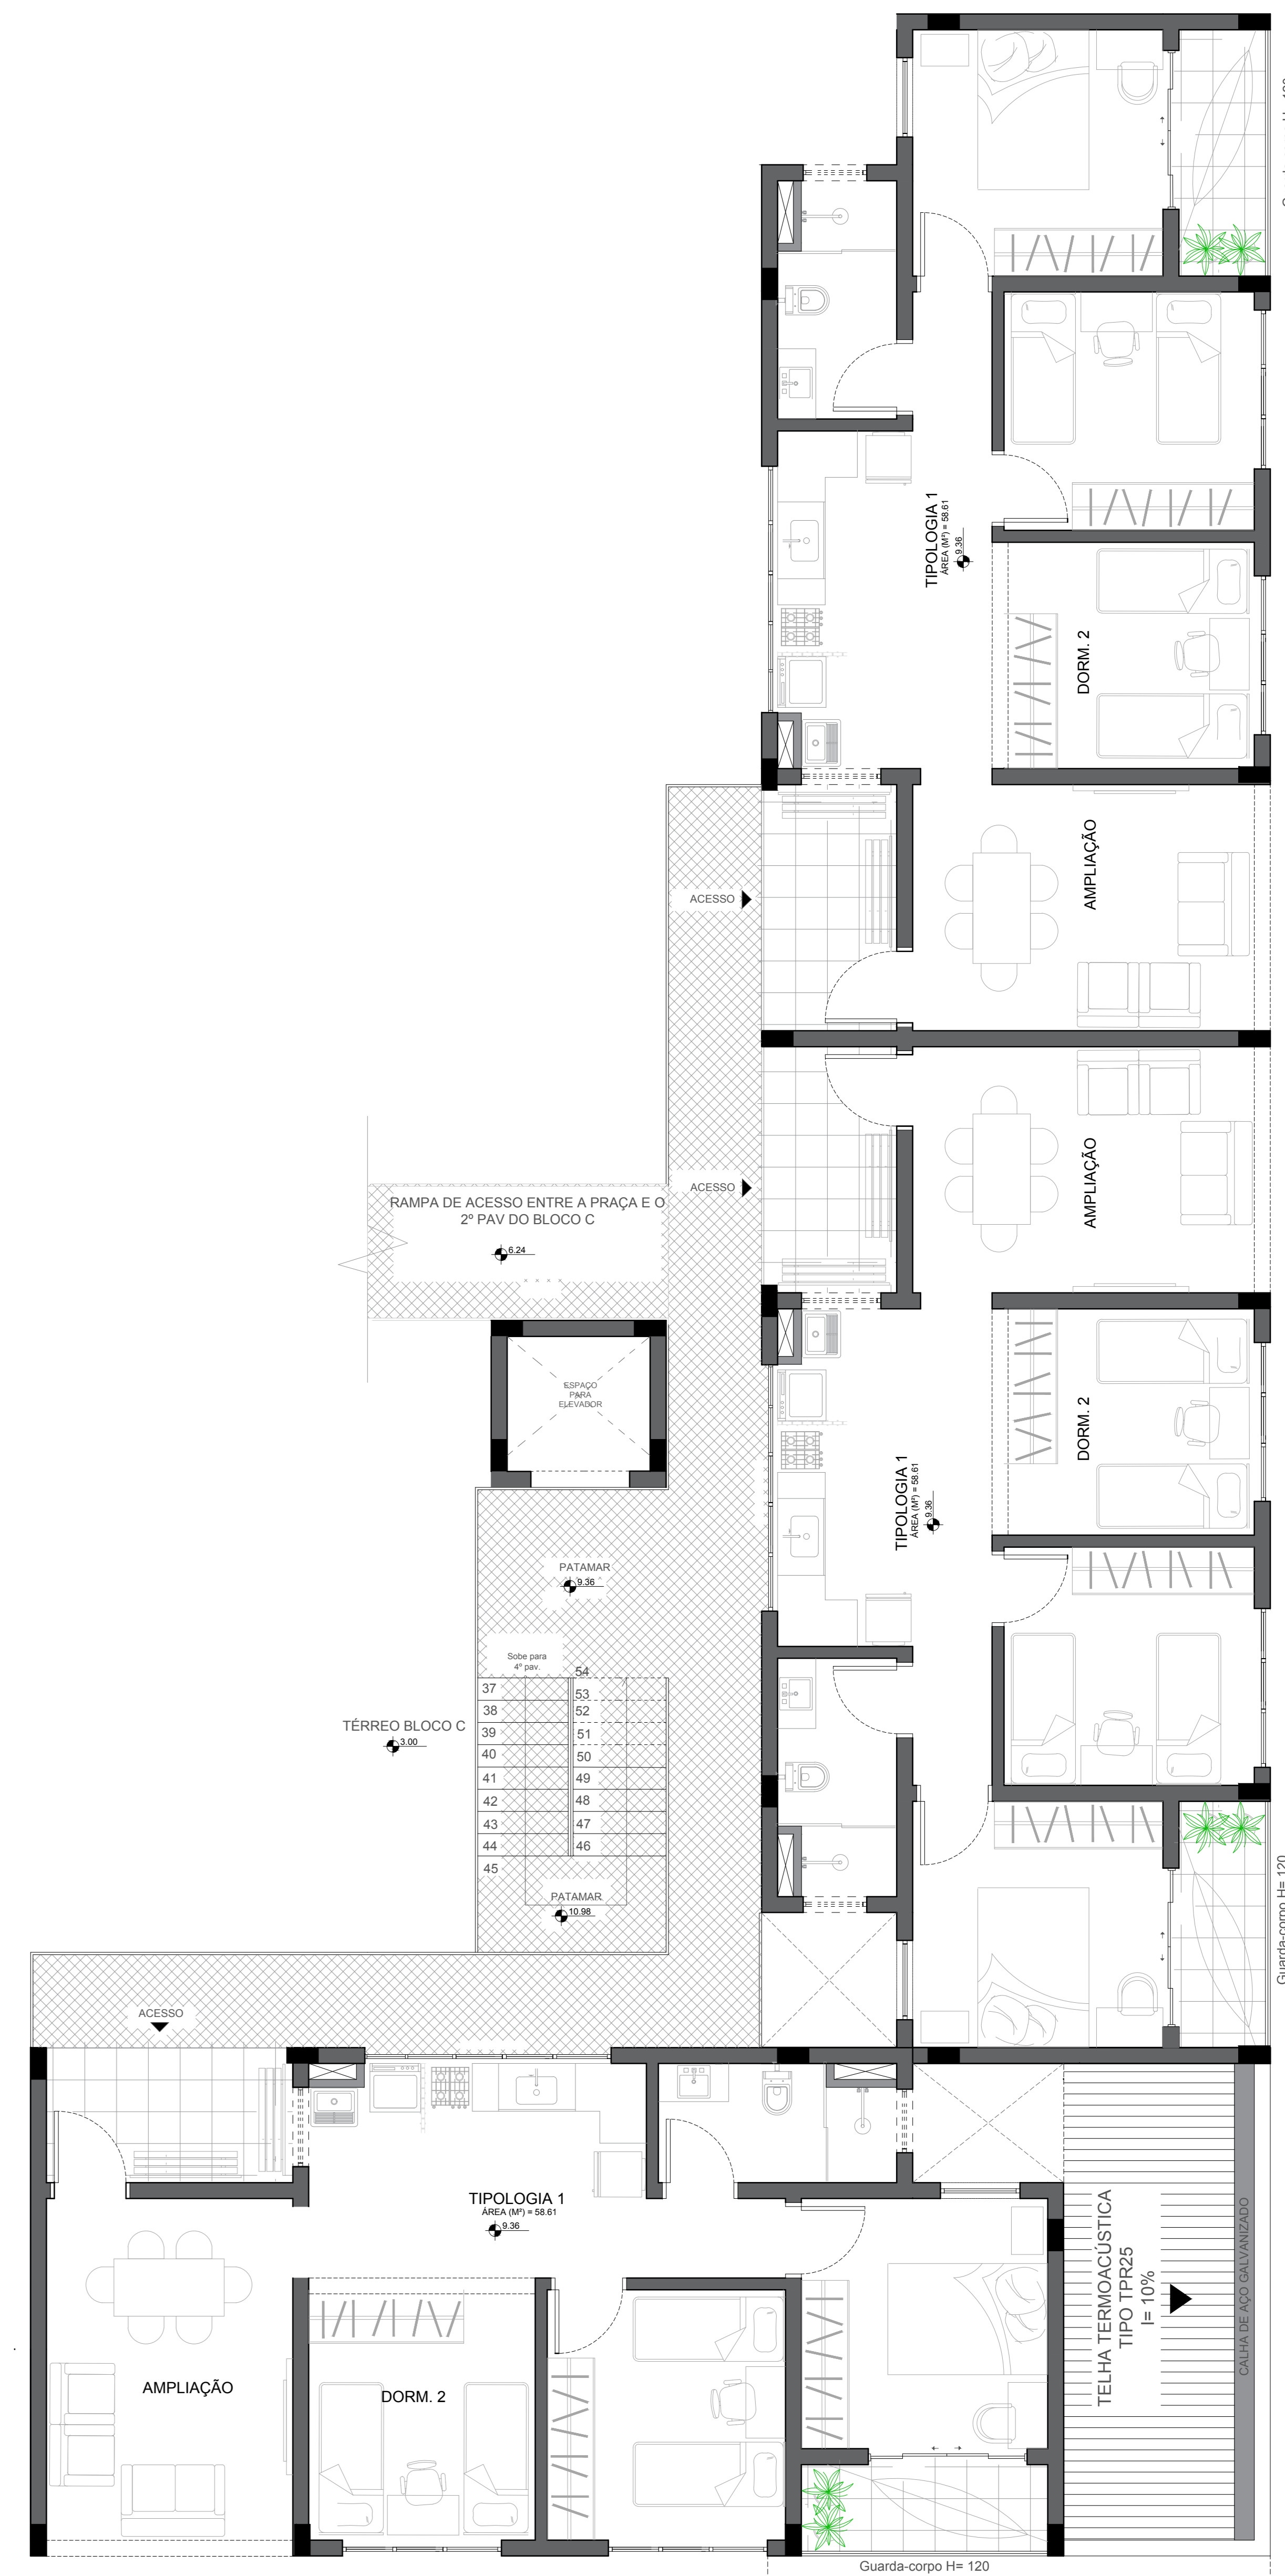 TIPOLOGIA 1
ÁREA (M²) = 58.61
9.36
DORM. 2
AMPLIAÇÃO
ACESSO
AMPLIAÇÃO
ACESSO
RAMPA DE ACESSO ENTRE A PRAÇA E O
2º PAV DO BLOCO C
6.24
ESPAÇO
PARA
ELEVADOR
DORM. 2
TIPOLOGIA 1
ÁREA (M²) = 58.61
9.36
PATAMAR
9.36
Sobe para
4º pav.
54
37
53
38
52
39
51
40
50
41
49
42
48
43
47
44
46
45
TÉRREO BLOCO C
3.00
PATAMAR
10.98
Guarda-corpo H= 120
ACESSO
TIPOLOGIA 1
ÁREA (M²) = 58.61
9.36
AMPLIAÇÃO
DORM. 2
TELHA TERMOACÚSTICA
TIPO TPR25
I= 10%
CALHA DE AÇO GALVANIZADO
Guarda-corpo H= 120